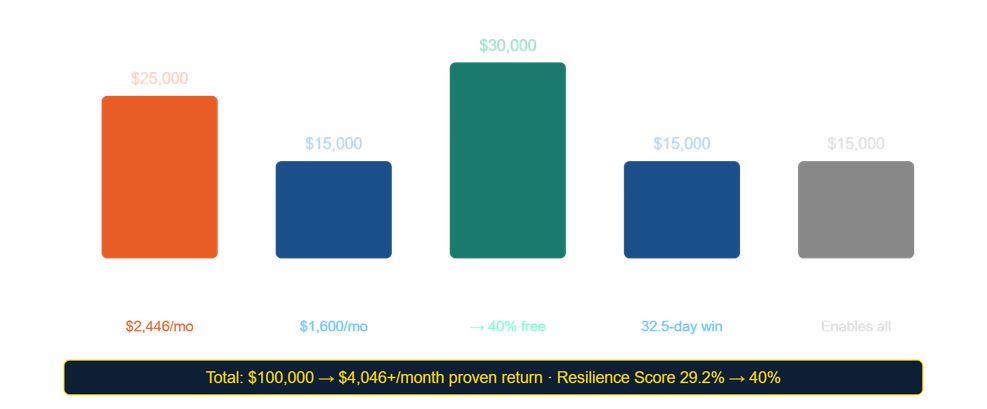 $30,000
$25,000
$15,000
$15,000
$15,000
$2,446/mo
$1,600/mo
→ 40% free
32.5-day win
Enables all
Total: $100,000 → $4,046+/month proven return · Resilience Score 29.2% → 40%